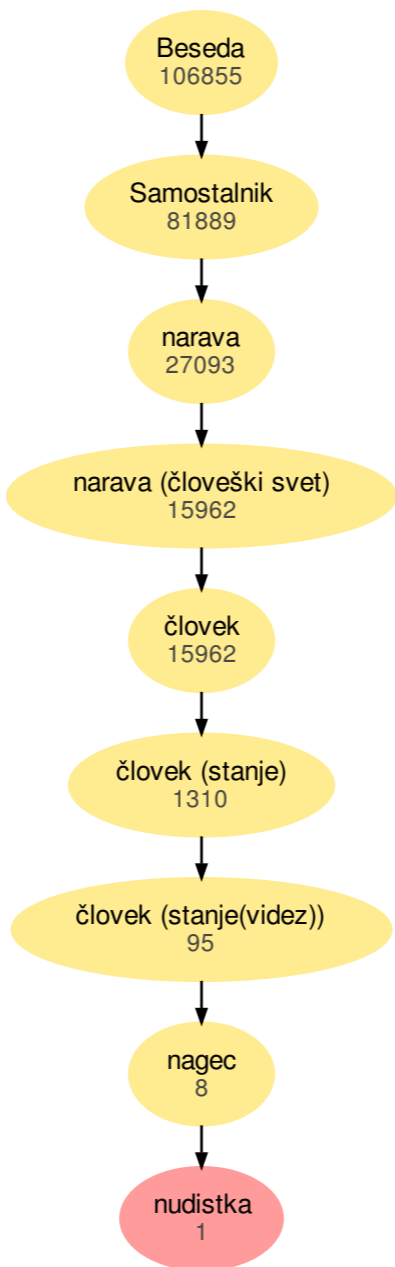 Beseda
106855
Samostalnik
81889
narava
27093
narava (človeški svet)
15962
človek
15962
človek (stanje)
1310
človek (stanje(videz))
95
nagec
8
nudistka
1